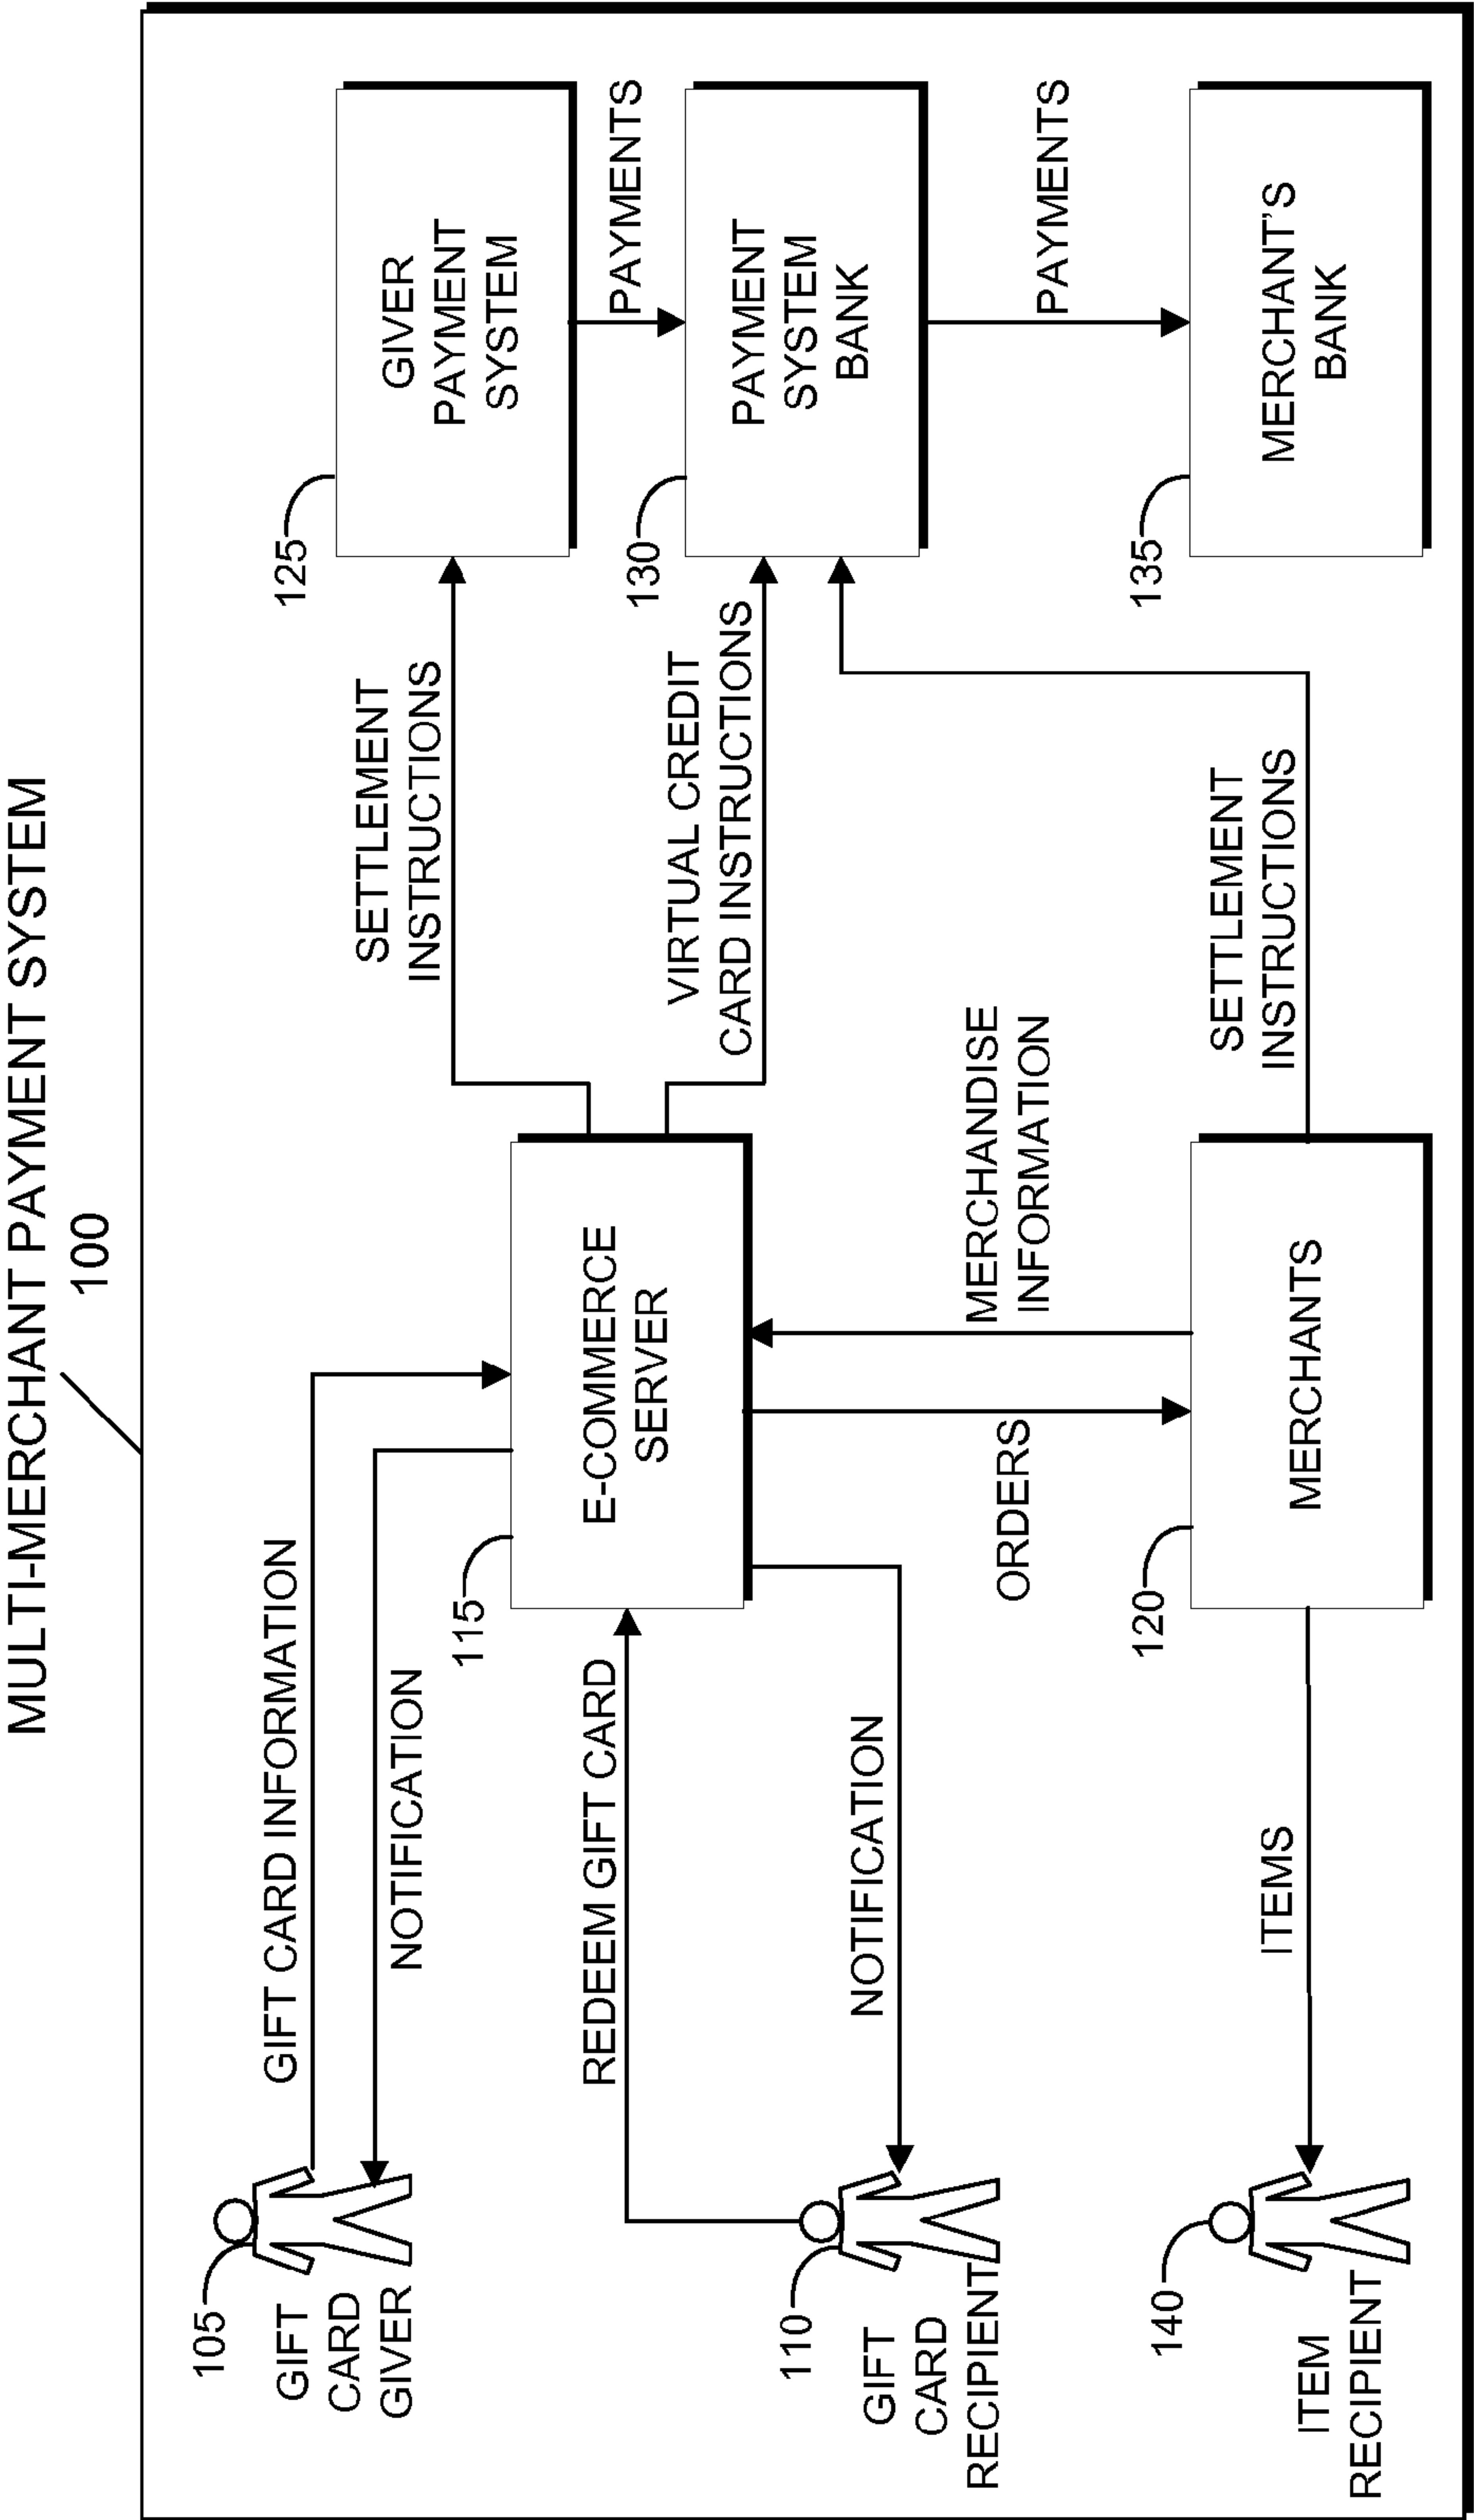 MULTI-MERCHANT PAYMENT SYSTEM
100
105
GIFT
CARD
GIVER
GIFT CARD INFORMATION
NOTIFICATION
110
GIFT
CARD
RECIPIENT
REDEEM GIFT CARD
NOTIFICATION
140
ITEM
RECIPIENT
ITEMS
115
E-COMMERCE
SERVER
ORDERS
MERCHANDISE
INFORMATION
120
MERCHANTS
SETTLEMENT
INSTRUCTIONS
VIRTUAL CREDIT
CARD INSTRUCTIONS
SETTLEMENT
INSTRUCTIONS
125
GIVER
PAYMENT
SYSTEM
PAYMENTS
130
PAYMENT
SYSTEM
BANK
PAYMENTS
135
MERCHANT'S
BANK